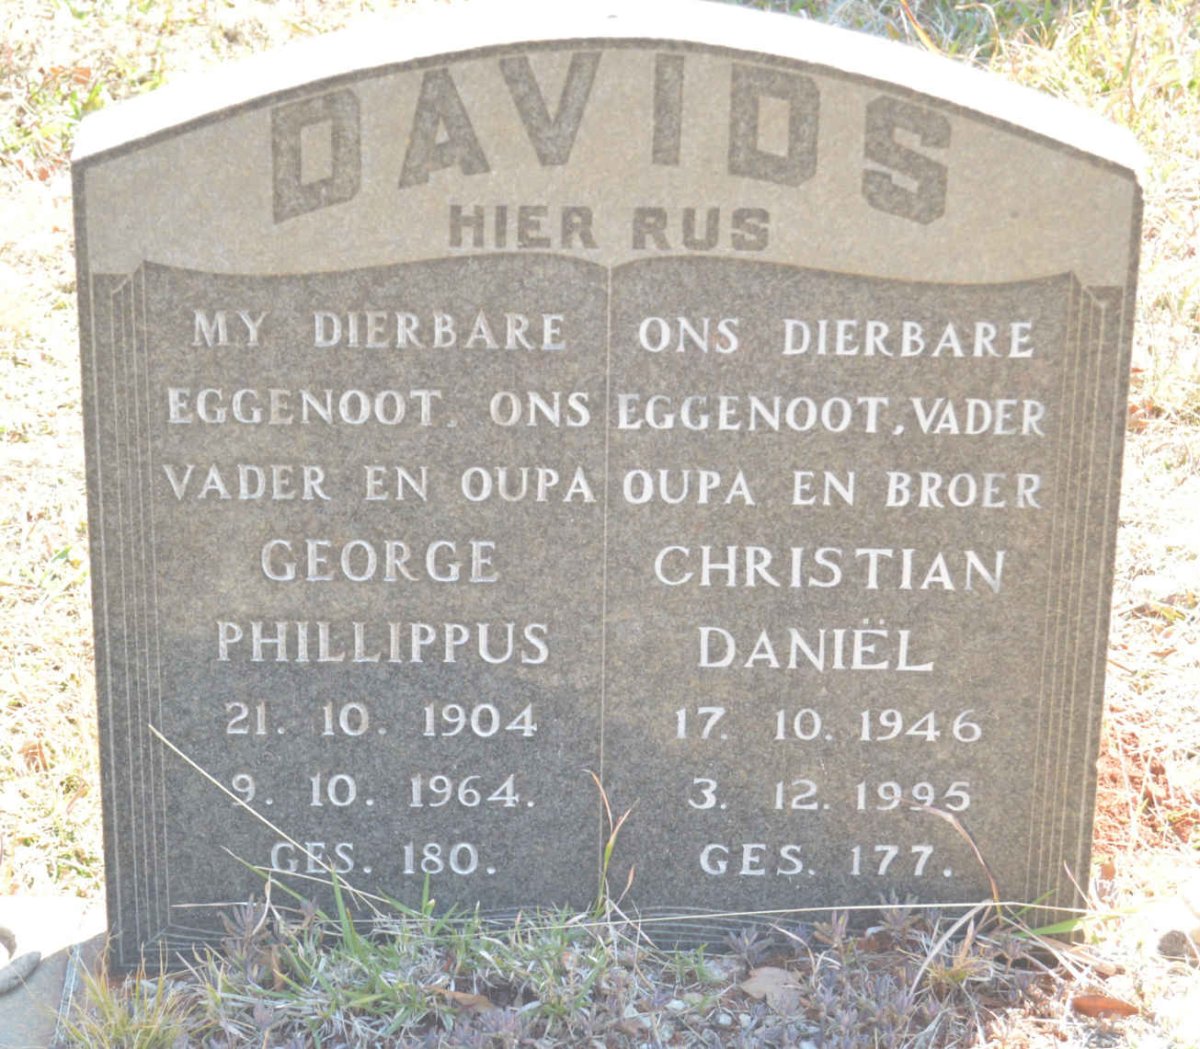 DAVIDS
HIER RUS
MY DIERBARE
EGGENOOT. ONS
VADER EN OUPA
GEORGE
PHILLIPPUS
21. 10. 1904
9. 10. 1964.
GES. 180.
ONS DIERBARE
EGGENOOT, VADER
OUPA EN BROER
CHRISTIAN
DANIËL
17. 10. 1946
3. 12. 1995
GES. 177.